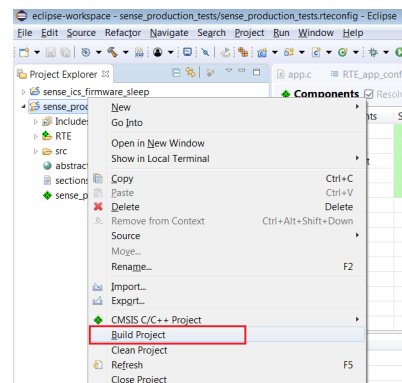 eclipse-workspace - sense_production_tests/sense_production_tests.rteconfig - Eclipse
File Edit Source Refactor Navigate Search Project Run Window Help
Project Explorer
app.c
RTE_app_conf
sense_ics_firmware_sleep
Components
Resol
sense_prod
Includes
RTE
src
abstrac
sections
sense_p
New
Go Into
Open in New Window
Show in Local Terminal
Copy Ctrl+C
Paste Ctrl+V
Delete Delete
Remove from Context Ctrl+Alt+Shift+Down
Source
Move...
Rename... F2
Import...
Export...
CMSIS C/C++ Project
Build Project
Clean Project
Refresh F5
Close Project